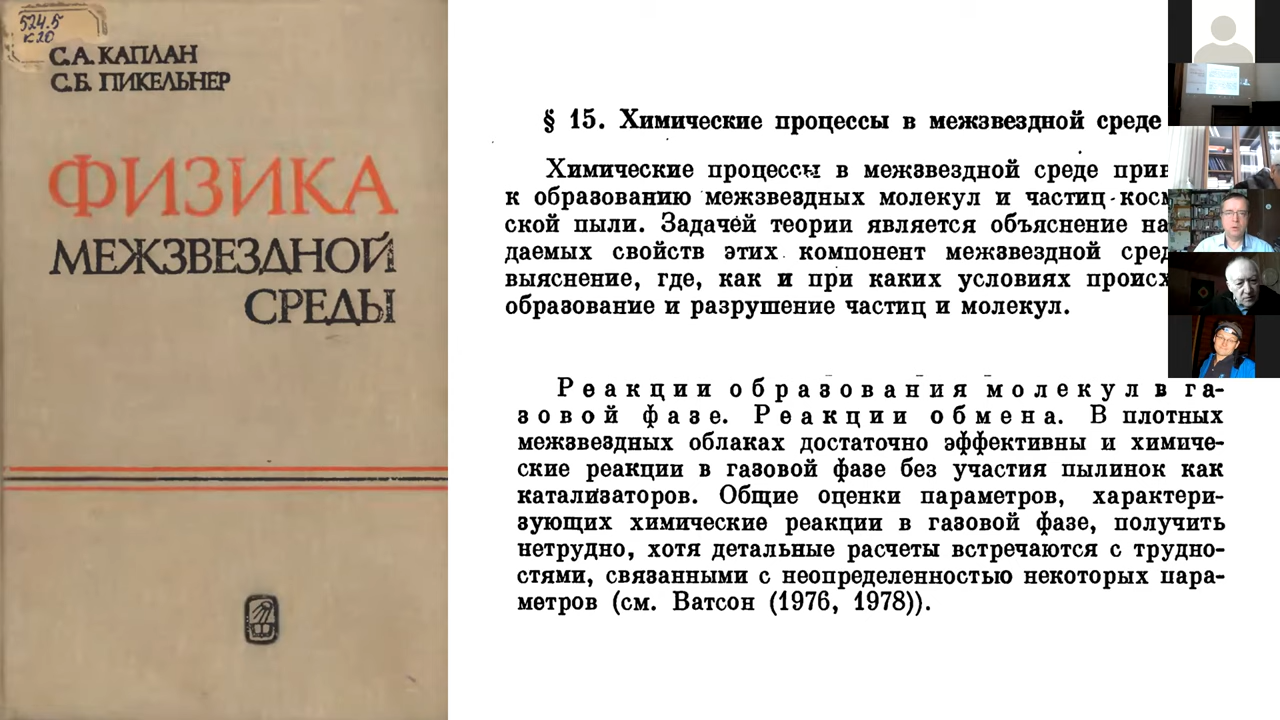 524.5
К20
С.А. КАПЛАН
С.Б. ПИКЕЛЬНЕР
ФИЗИКА
МЕЖЗВЕЗДНОЙ
СРЕДЫ
§ 15. Химические процессы в межзвездной среде
Химические процессы в межзвездной среде прив
к образованию межзвездных молекул и частиц косм
ской пыли. Задачей теории является объяснение на
даемых свойств этих компонент межзвездной сред
выяснение, где, как и при каких условиях происх
образование и разрушение частиц и молекул.
Реакции образования молекул в га-
зовой фазе. Реакции обмена. В плотных
межзвездных облаках достаточно эффективны и химиче-
ские реакции в газовой фазе без участия пылинок как
катализаторов. Общие оценки параметров, характери-
зующих химические реакции в газовой фазе, получить
нетрудно, хотя детальные расчеты встречаются с трудно-
стями, связанными с неопределенностью некоторых пара-
метров (см. Ватсон (1976, 1978)).